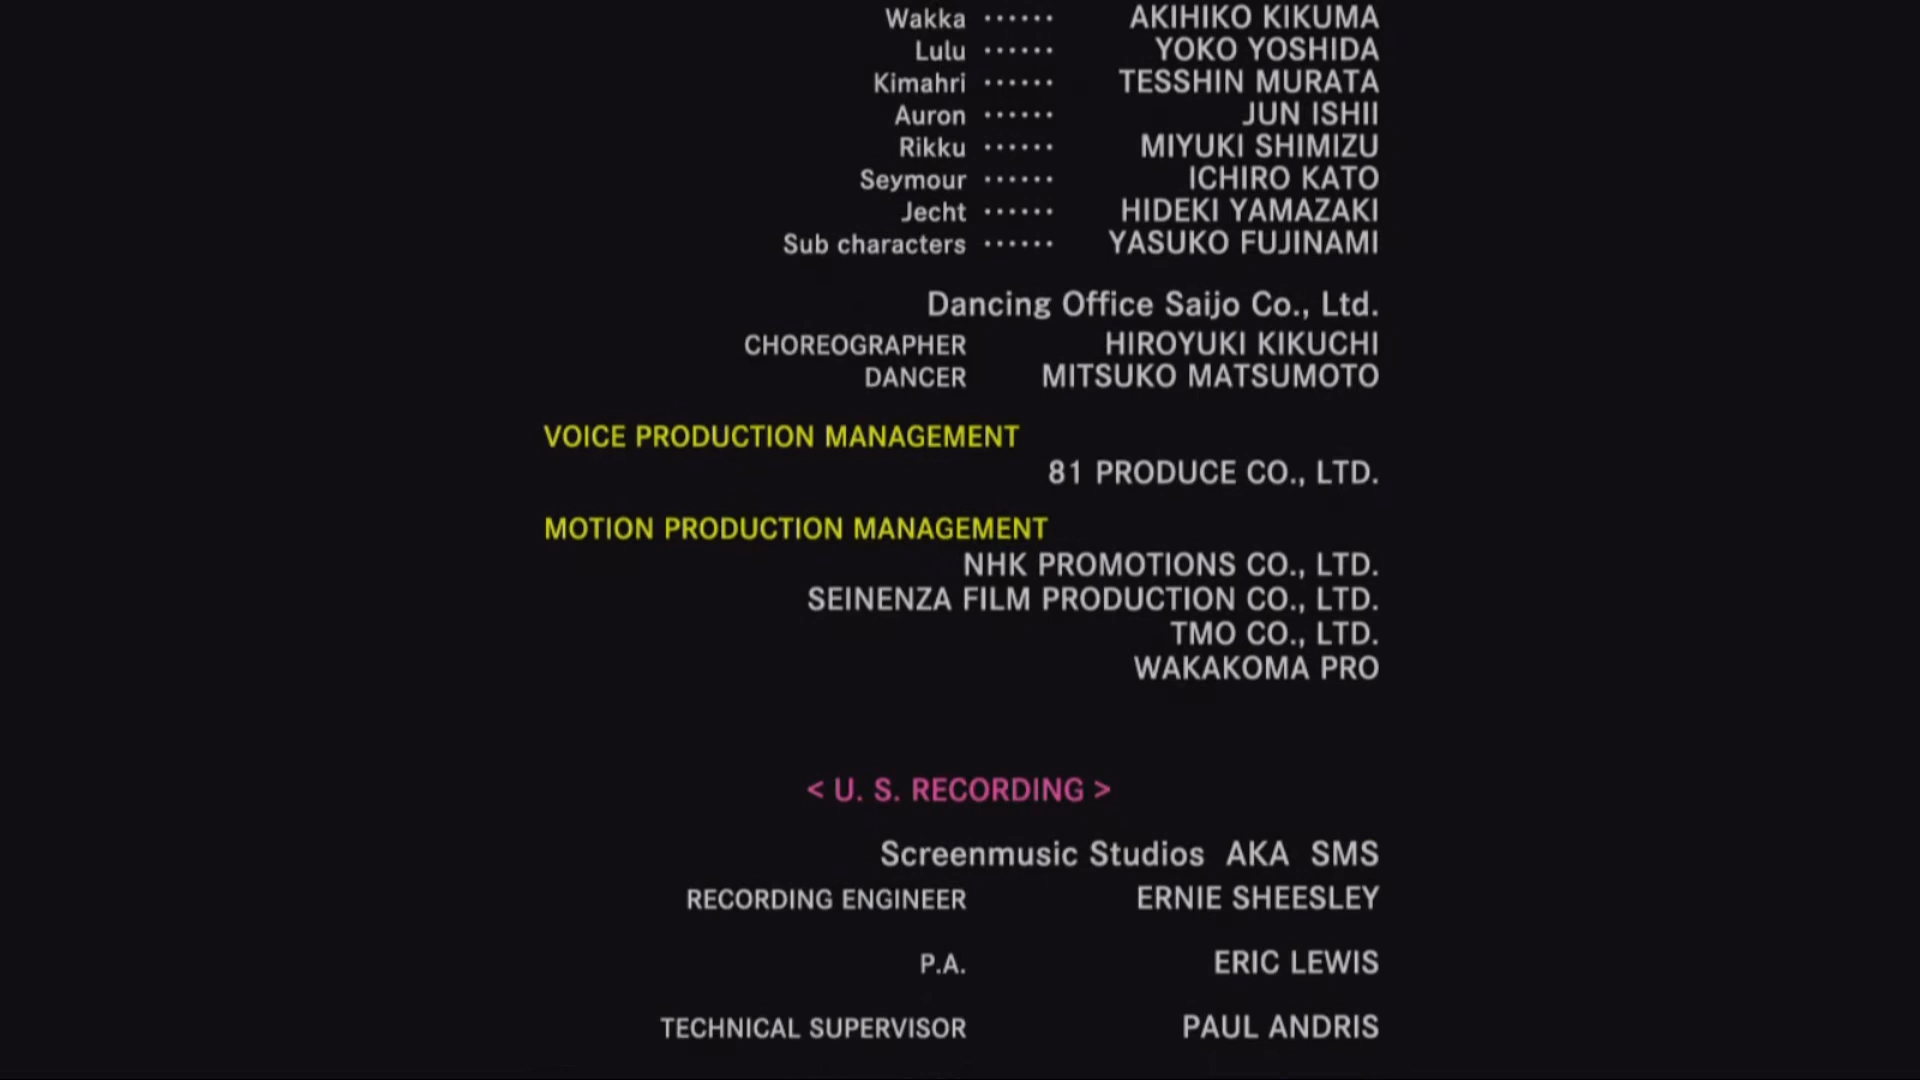 Wakka ······ AKIHIKO KIKUMA
Lulu ······ YOKO YOSHIDA
Kimahri ······ TESSHIN MURATA
Auron ······ JUN ISHII
Rikku ······ MIYUKI SHIMIZU
Seymour ······ ICHIRO KATO
Jecht ······ HIDEKI YAMAZAKI
Sub characters ······ YASUKO FUJINAMI
Dancing Office Saijo Co., Ltd.
CHOREOGRAPHER HIROYUKI KIKUCHI
DANCER MITSUKO MATSUMOTO
VOICE PRODUCTION MANAGEMENT
81 PRODUCE CO., LTD.
MOTION PRODUCTION MANAGEMENT
NHK PROMOTIONS CO., LTD.
SEINENZA FILM PRODUCTION CO., LTD.
TMO CO., LTD.
WAKAKOMA PRO
< U. S. RECORDING >
Screenmusic Studios AKA SMS
RECORDING ENGINEER ERNIE SHEESLEY
P.A. ERIC LEWIS
TECHNICAL SUPERVISOR PAUL ANDRIS